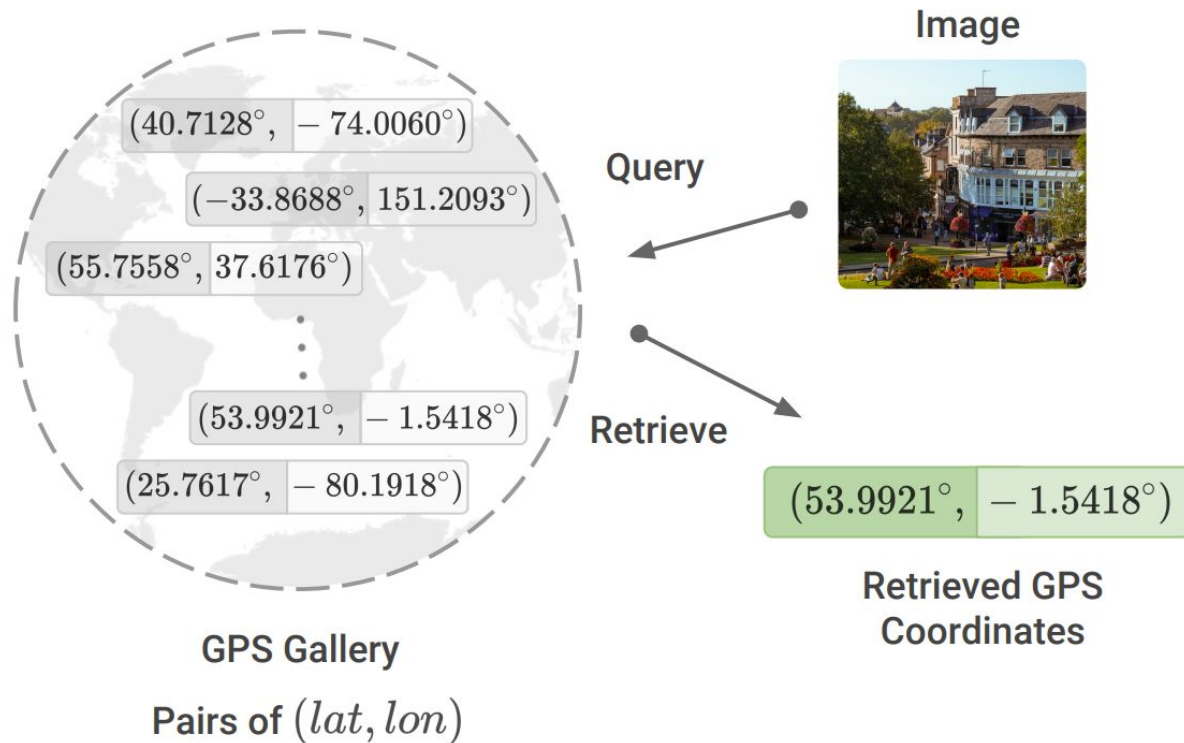 Image
(40.7128°, − 74.0060°)
Query
(−33.8688°, 151.2093°)
(55.7558°, 37.6176°)
(53.9921°, − 1.5418°)
Retrieve
(25.7617°, − 80.1918°)
(53.9921°, − 1.5418°)
Retrieved GPS
Coordinates
GPS Gallery
Pairs of (lat, lon)